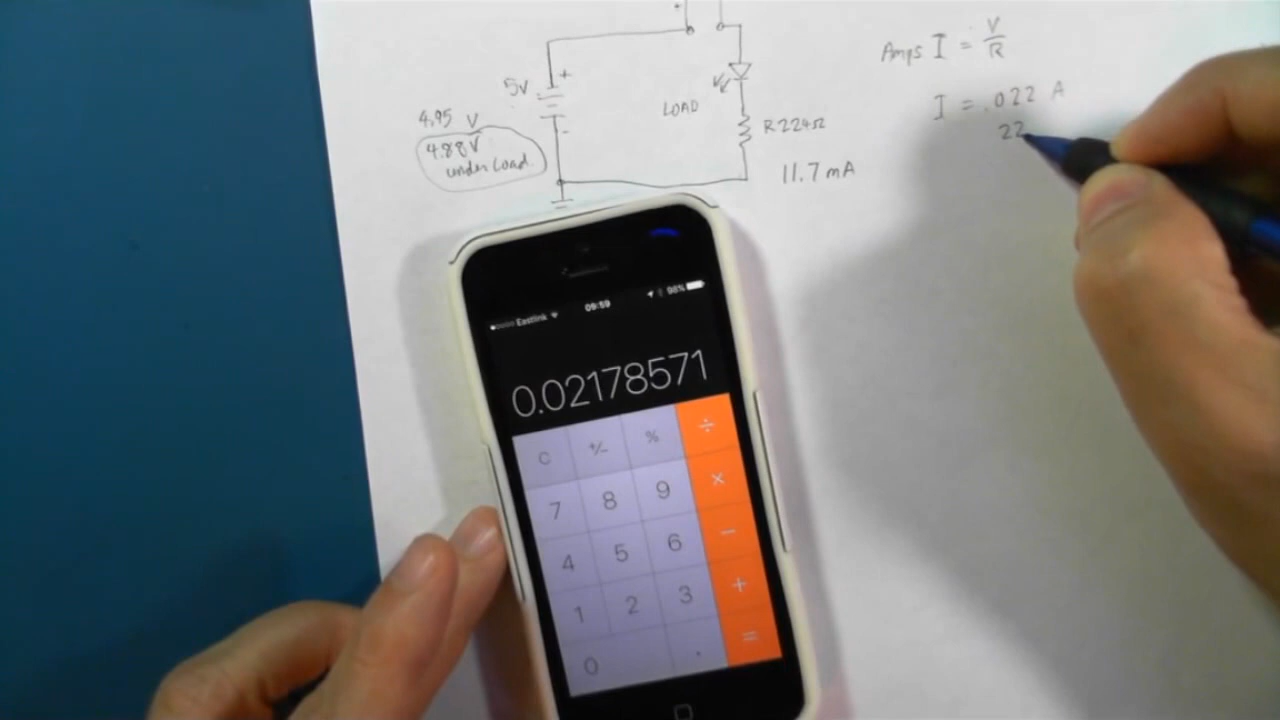 Amps I = V/R
5V
LOAD
I = .022 A
22
4.95 V
R 224Ω
4.88V
under Load.
11.7 mA
Eastlink 09:59 98%
0.02178571
C +/- % ÷
7 8 9 ×
4 5 6 −
1 2 3 +
0 . =